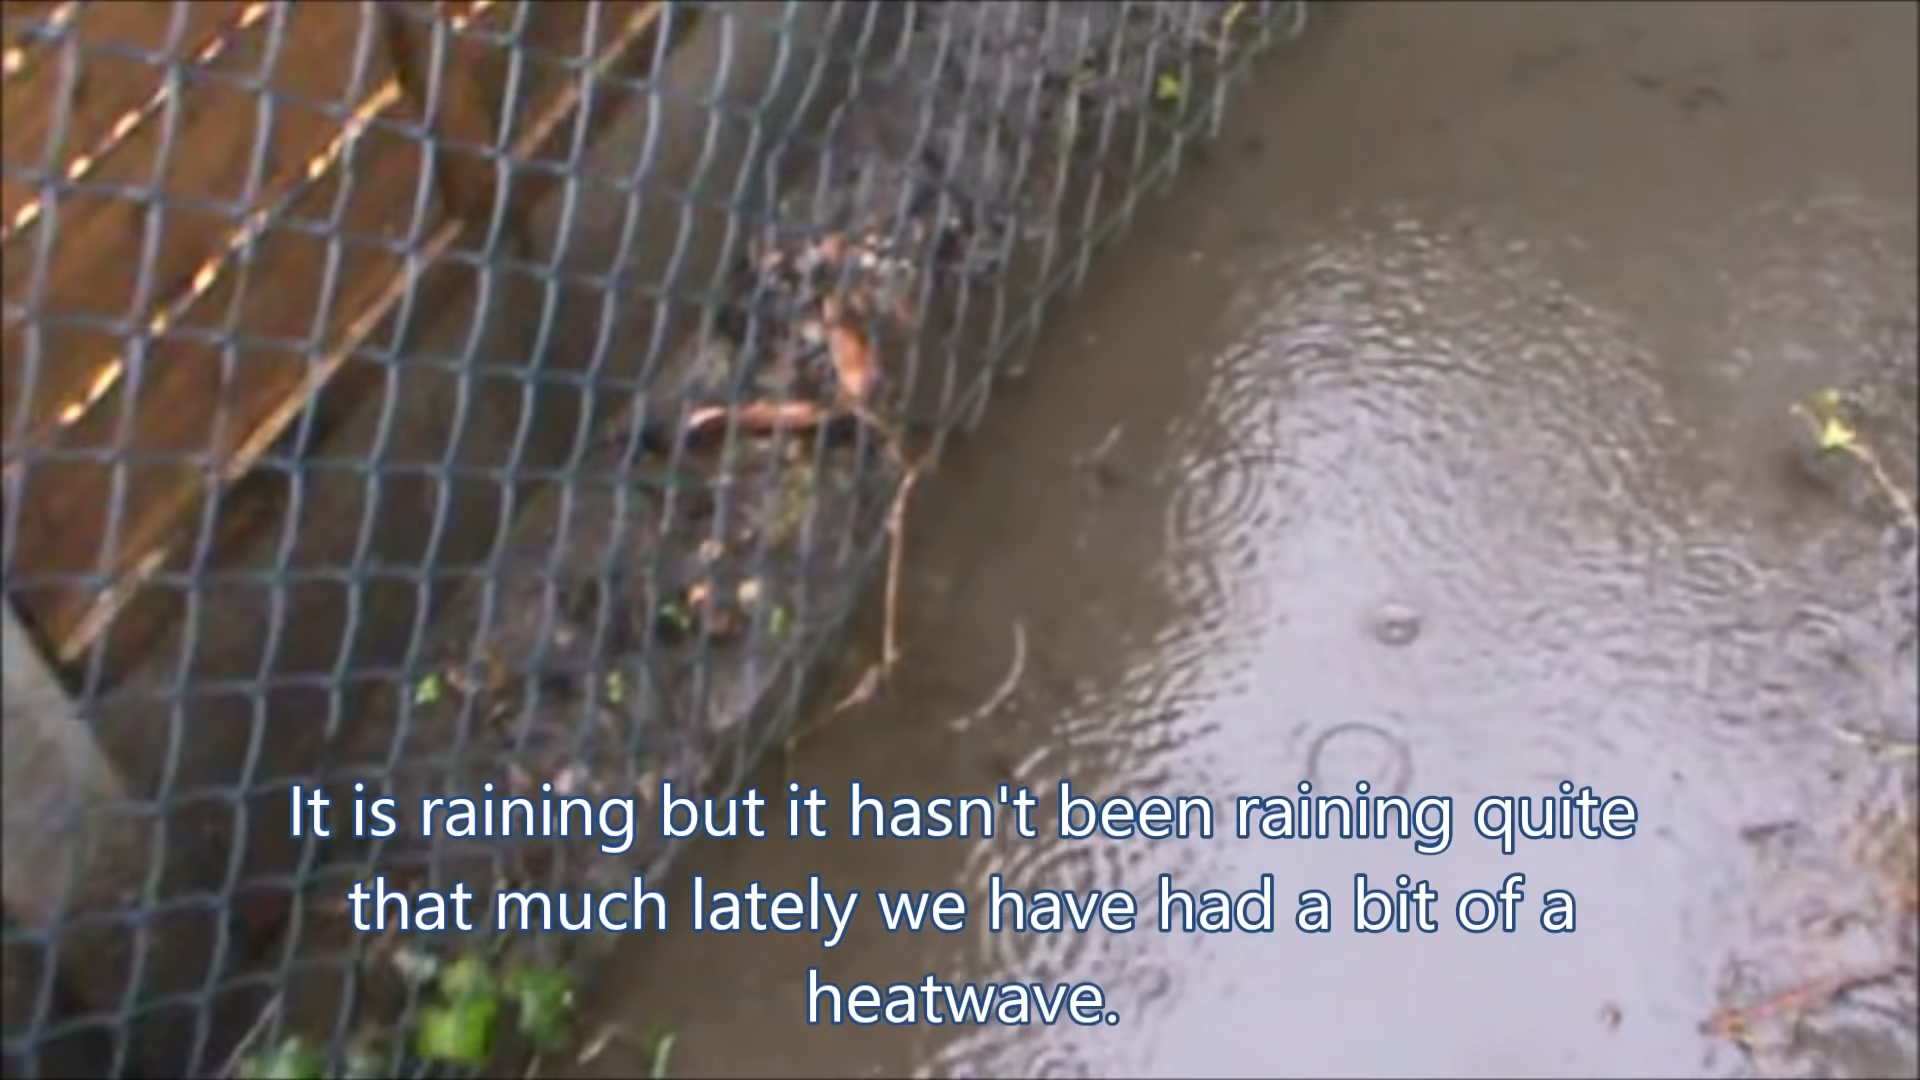 It is raining but it hasn't been raining quite
that much lately we have had a bit of a
heatwave.